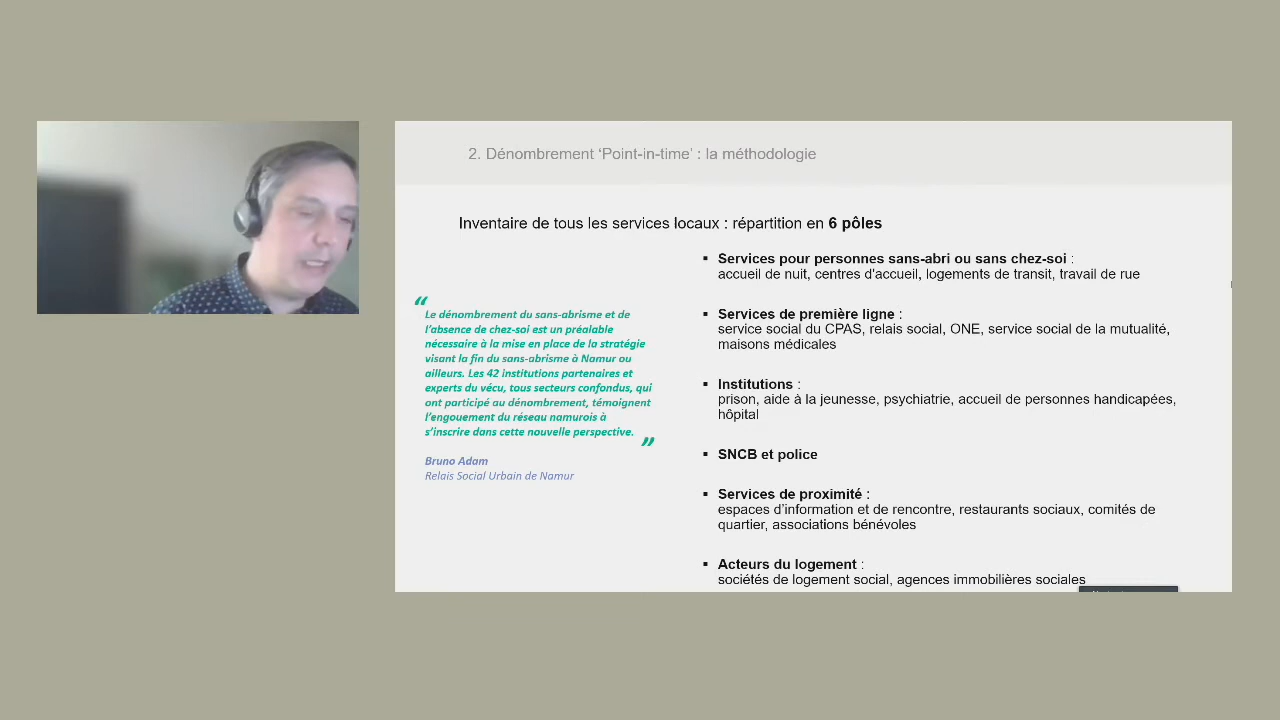 2. Dénombrement ‘Point-in-time’ : la méthodologie
Inventaire de tous les services locaux : répartition en 6 pôles
“
Le dénombrement du sans-abrisme et de
l’absence de chez-soi est un préalable
nécessaire à la mise en place de la stratégie
visant la fin du sans-abrisme à Namur ou
ailleurs. Les 42 institutions partenaires et
experts du vécu, tous secteurs confondus, qui
ont participé au dénombrement, témoignent
l’engouement du réseau namurois à
s’inscrire dans cette nouvelle perspective.
”
Bruno Adam
Relais Social Urbain de Namur
▪ Services pour personnes sans-abri ou sans chez-soi :
accueil de nuit, centres d'accueil, logements de transit, travail de rue
▪ Services de première ligne :
service social du CPAS, relais social, ONE, service social de la mutualité,
maisons médicales
▪ Institutions :
prison, aide à la jeunesse, psychiatrie, accueil de personnes handicapées,
hôpital
▪ SNCB et police
▪ Services de proximité :
espaces d’information et de rencontre, restaurants sociaux, comités de
quartier, associations bénévoles
▪ Acteurs du logement :
sociétés de logement social, agences immobilières sociales